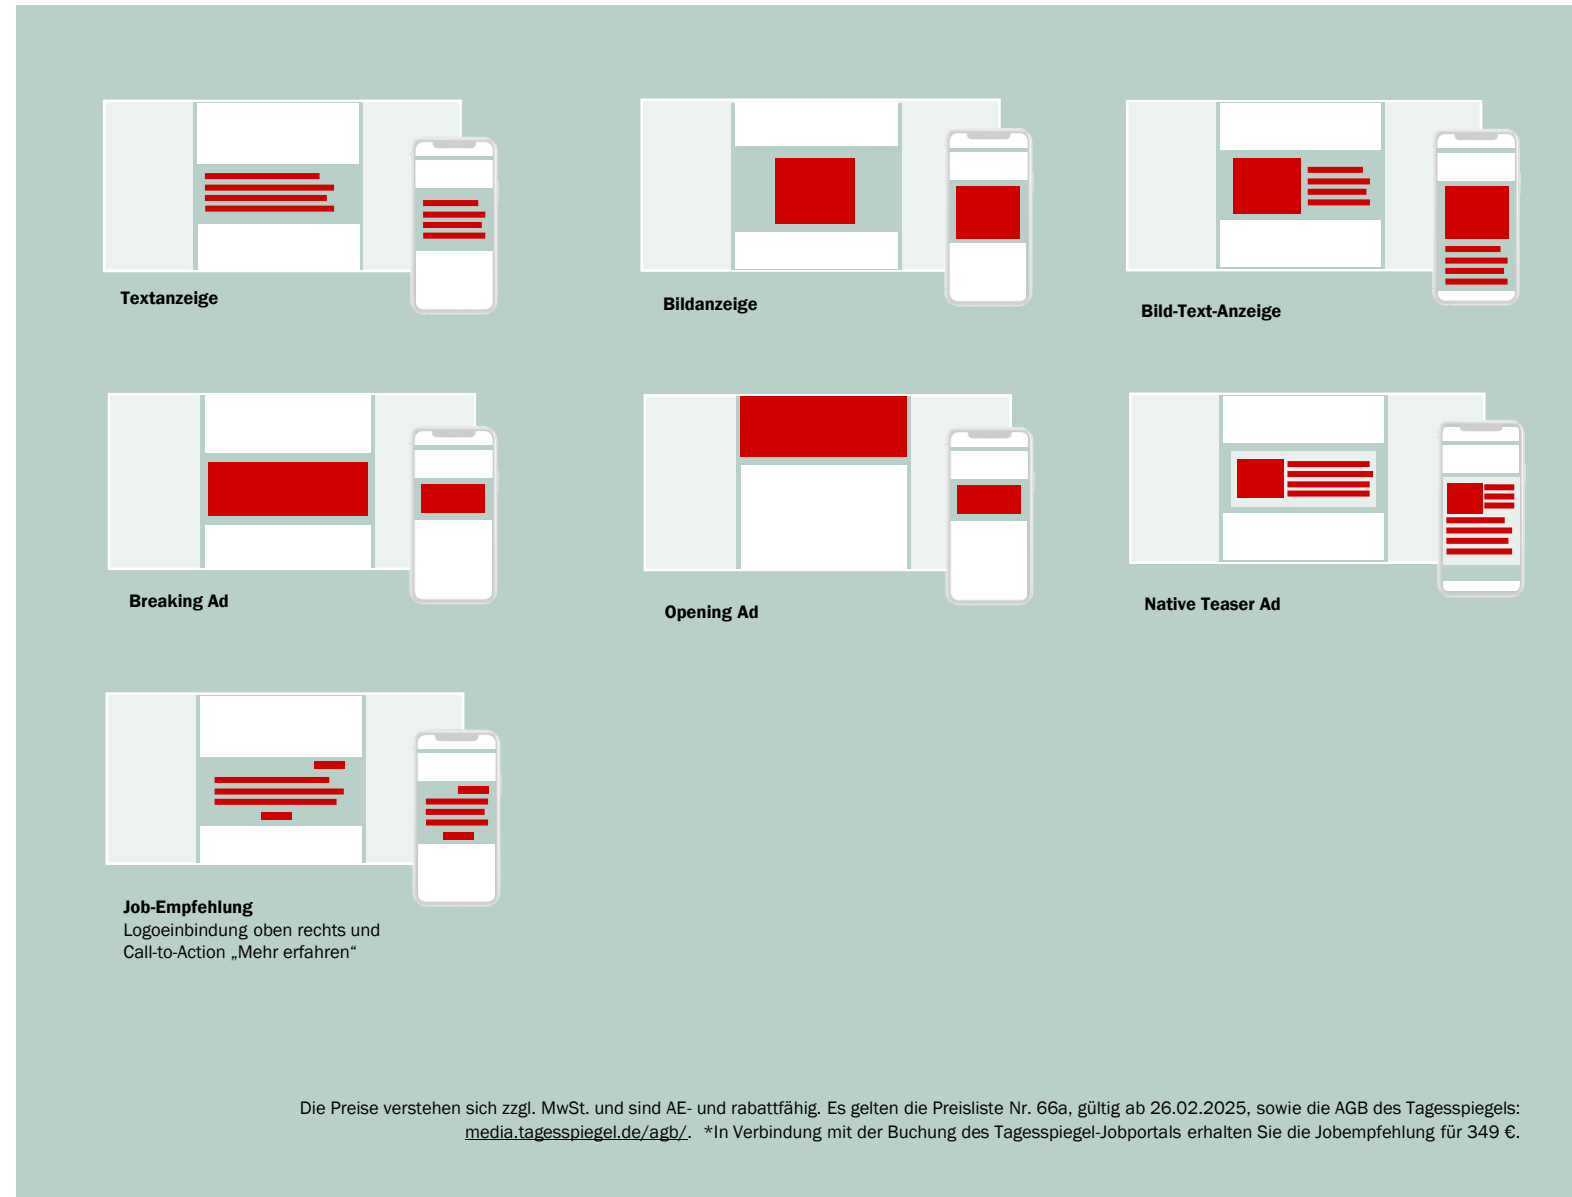 Textanzeige
Bildanzeige
Bild-Text-Anzeige
Breaking Ad
Opening Ad
Native Teaser Ad
Job-Empfehlung
Logoeinbindung oben rechts und
Call-to-Action „Mehr erfahren“
Die Preise verstehen sich zzgl. MwSt. und sind AE- und rabattfähig. Es gelten die Preisliste Nr. 66a, gültig ab 26.02.2025, sowie die AGB des Tagesspiegels:
media.tagesspiegel.de/agb/. *In Verbindung mit der Buchung des Tagesspiegel-Jobportals erhalten Sie die Jobempfehlung für 349 €.